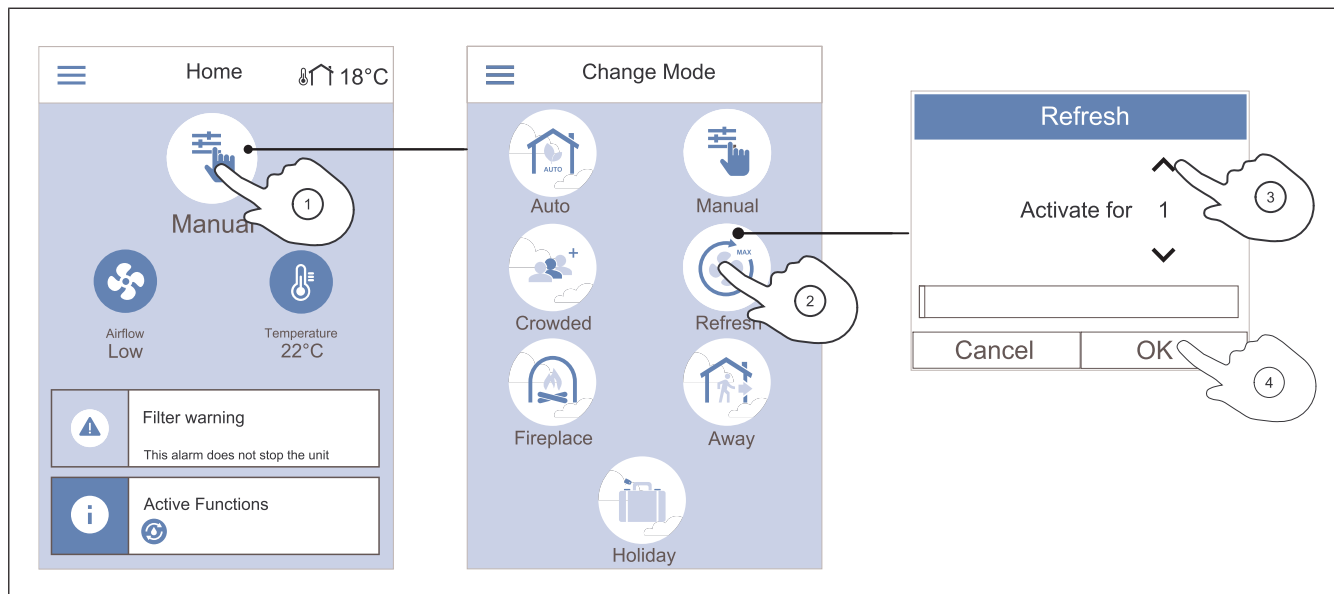 Home
18°C
Manual
1
Airflow
Low
Temperature
22°C
Filter warning
This alarm does not stop the unit
i
Active Functions
Change Mode
AUTO
Auto
Manual
Crowded
MAX
Refresh
2
Fireplace
Away
Holiday
Refresh
Activate for 1
3
Cancel
OK
4